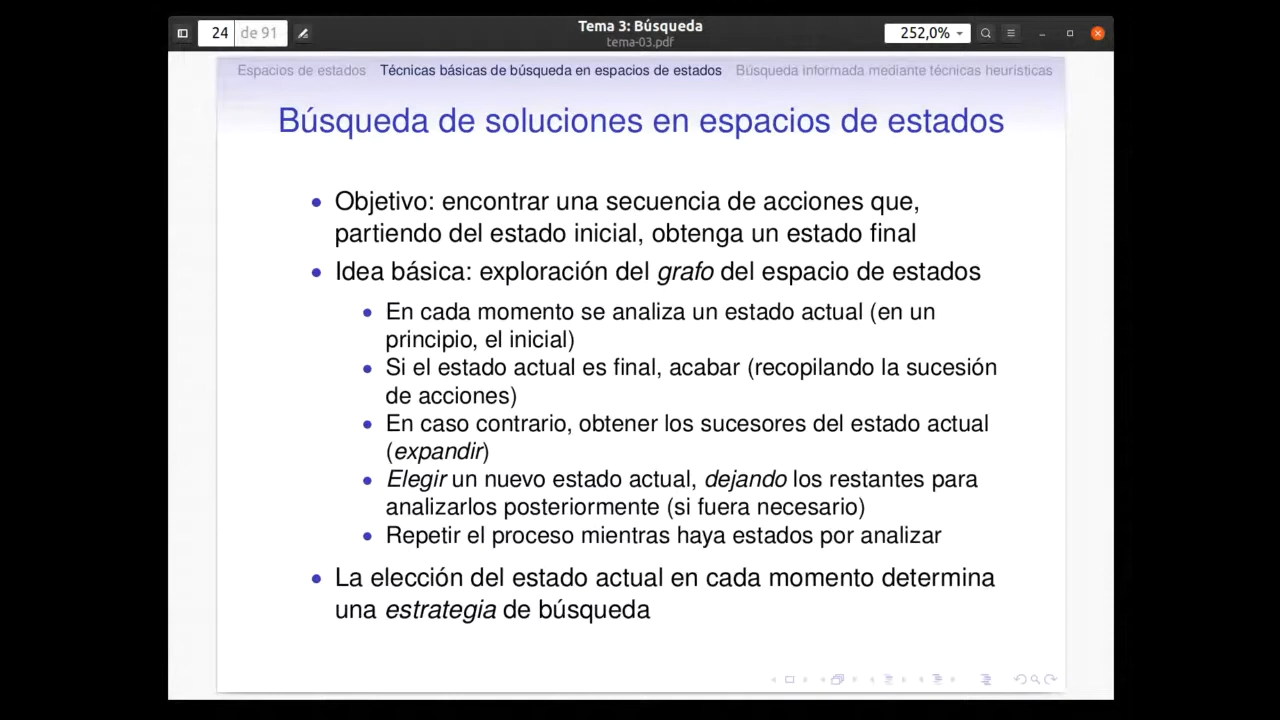 24 de 91
Tema 3: Búsqueda
tema-03.pdf
252,0%
Espacios de estados Técnicas básicas de búsqueda en espacios de estados Búsqueda informada mediante técnicas heurísticas
Búsqueda de soluciones en espacios de estados
• Objetivo: encontrar una secuencia de acciones que,
partiendo del estado inicial, obtenga un estado final
• Idea básica: exploración del grafo del espacio de estados
• En cada momento se analiza un estado actual (en un
principio, el inicial)
• Si el estado actual es final, acabar (recopilando la sucesión
de acciones)
• En caso contrario, obtener los sucesores del estado actual
(expandir)
• Elegir un nuevo estado actual, dejando los restantes para
analizarlos posteriormente (si fuera necesario)
• Repetir el proceso mientras haya estados por analizar
• La elección del estado actual en cada momento determina
una estrategia de búsqueda